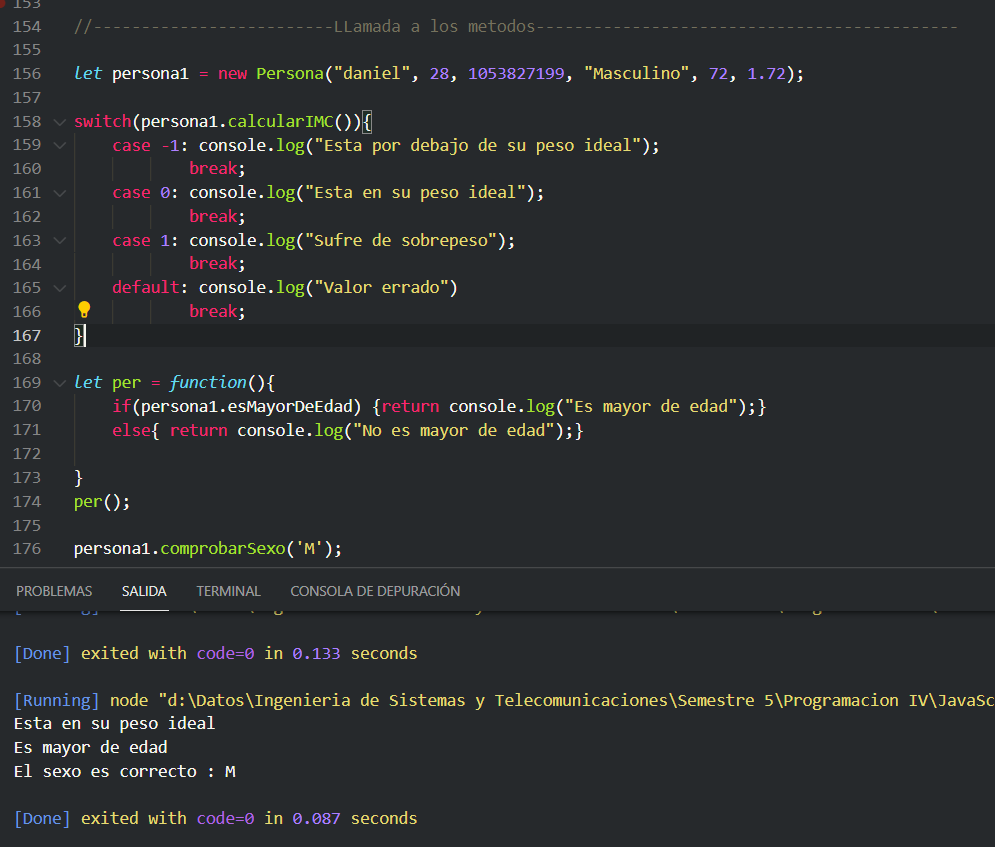 153
154 //-------------------------LLamada a los metodos--------------------------------------------
155
156 let persona1 = new Persona("daniel", 28, 1053827199, "Masculino", 72, 1.72);
157
158 switch(persona1.calcularIMC()){
159 case -1: console.log("Esta por debajo de su peso ideal");
160 break;
161 case 0: console.log("Esta en su peso ideal");
162 break;
163 case 1: console.log("Sufre de sobrepeso");
164 break;
165 default: console.log("Valor errado")
166 break;
167 }
168
169 let per = function(){
170 if(persona1.esMayorDeEdad) {return console.log("Es mayor de edad");}
171 else{ return console.log("No es mayor de edad");}
172
173 }
174 per();
175
176 persona1.comprobarSexo('M');
PROBLEMAS SALIDA TERMINAL CONSOLA DE DEPURACIÓN
[Done] exited with code=0 in 0.133 seconds
[Running] node "d:\Datos\Ingenieria de Sistemas y Telecomunicaciones\Semestre 5\Programacion IV\JavaSc
Esta en su peso ideal
Es mayor de edad
El sexo es correcto : M
[Done] exited with code=0 in 0.087 seconds